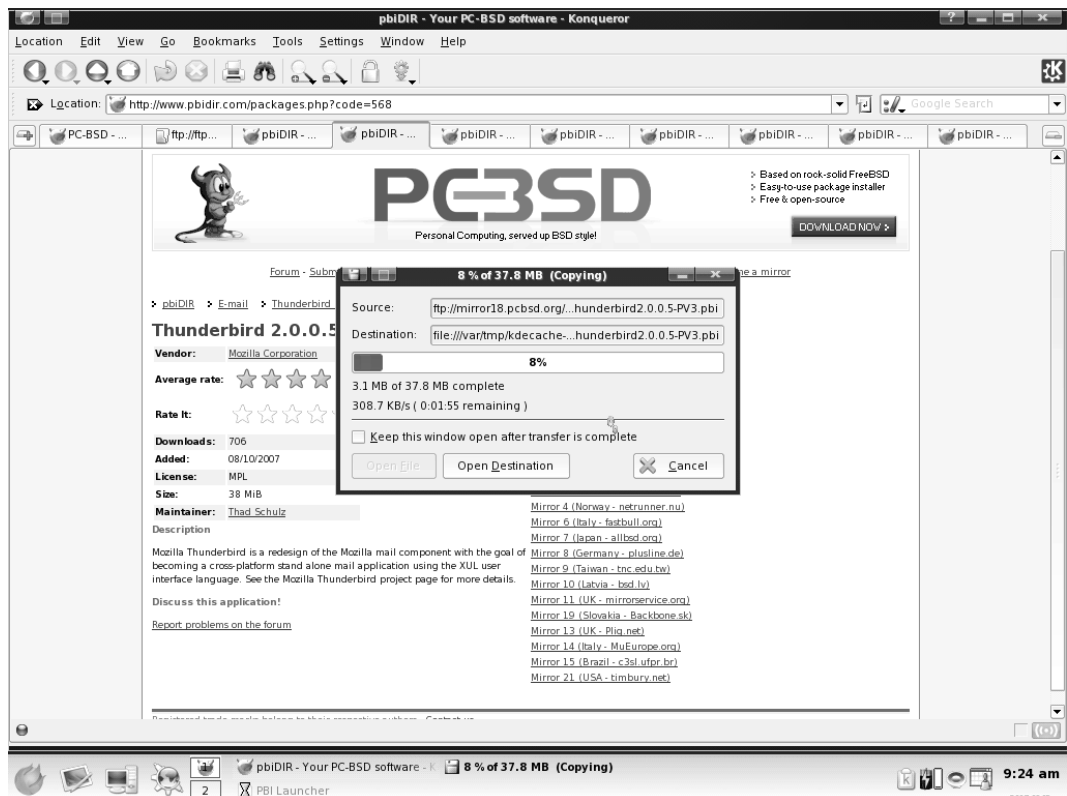 pbiDIR - Your PC-BSD software - Konqueror
Location Edit View Go Bookmarks Tools Settings Window Help
Location: http://www.pbidir.com/packages.php?code=568
Google Search
PC-BSD - ...
ftp://ftp...
pbiDIR - ...
pbiDIR - ...
pbiDIR - ...
pbiDIR - ...
pbiDIR - ...
pbiDIR - ...
pbiDIR - ...
pbiDIR - ...
PCBSD
Personal Computing, served up BSD style!
Based on rock-solid FreeBSD
Easy-to-use package installer
Free & open-source
DOWNLOAD NOW
Forum - Subm
a mirror
pbiDIR E-mail Thunderbird
Thunderbird 2.0.0.5
Vendor: Mozilla Corporation
Average rate:
Rate It:
Downloads: 706
Added: 08/10/2007
License: MPL
Size: 38 MiB
Maintainer: Thad Schulz
Description
Mozilla Thunderbird is a redesign of the Mozilla mail component with the goal of
becoming a cross-platform stand alone mail application using the XUL user
interface language. See the Mozilla Thunderbird project page for more details.
Discuss this application!
Report problems on the forum
8 % of 37.8 MB (Copying)
Source: ftp://mirror18.pcbsd.org/...hunderbird2.0.0.5-PV3.pbi
Destination: file:///var/tmp/kdecache-...hunderbird2.0.0.5-PV3.pbi
8%
3.1 MB of 37.8 MB complete
308.7 KB/s ( 0:01:55 remaining )
Keep this window open after transfer is complete
Open File
Open Destination
Cancel
Mirror 4 (Norway - netrunner.nu)
Mirror 6 (Italy - fastbull.org)
Mirror 7 (Japan - allbsd.org)
Mirror 8 (Germany - plusline.de)
Mirror 9 (Taiwan - tnc.edu.tw)
Mirror 10 (Latvia - bsd.lv)
Mirror 11 (UK - mirrorservice.org)
Mirror 19 (Slovakia - Backbone.sk)
Mirror 13 (UK - Plig.net)
Mirror 14 (Italy - MuEurope.org)
Mirror 15 (Brazil - c3sl.ufpr.br)
Mirror 21 (USA - timbury.net)
Registered trade marks belong to their respective authors - Contact us
2
pbiDIR - Your PC-BSD software - K
8 % of 37.8 MB (Copying)
PBI Launcher
9:24 am